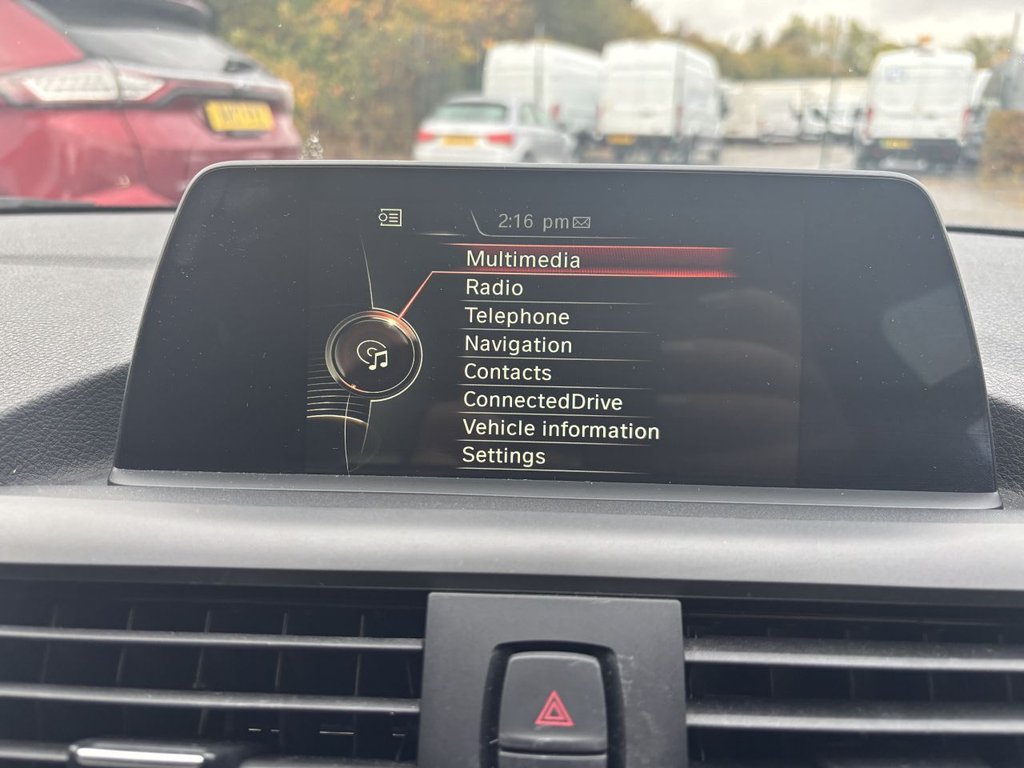 2:16 pm
Multimedia
Radio
Telephone
Navigation
Contacts
ConnectedDrive
Vehicle information
Settings